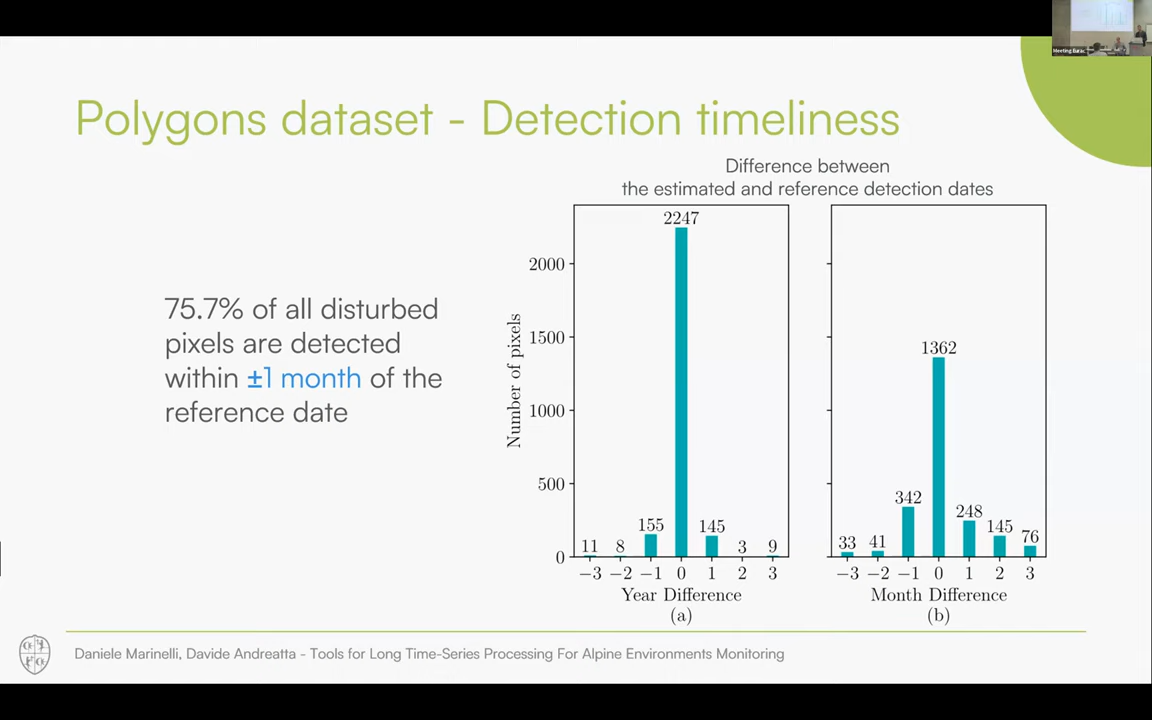 Meeting Barac
Polygons dataset - Detection timeliness
75.7% of all disturbed
pixels are detected
within ±1 month of the
reference date
Difference between
the estimated and reference detection dates
Number of pixels
2000
1500
1000
500
0
2247
11
8
155
145
3
9
−3 −2 −1 0 1 2 3
Year Difference
(a)
1362
33
41
342
248
145
76
−3 −2 −1 0 1 2 3
Month Difference
(b)
Daniele Marinelli, Davide Andreatta - Tools for Long Time-Series Processing For Alpine Environments Monitoring